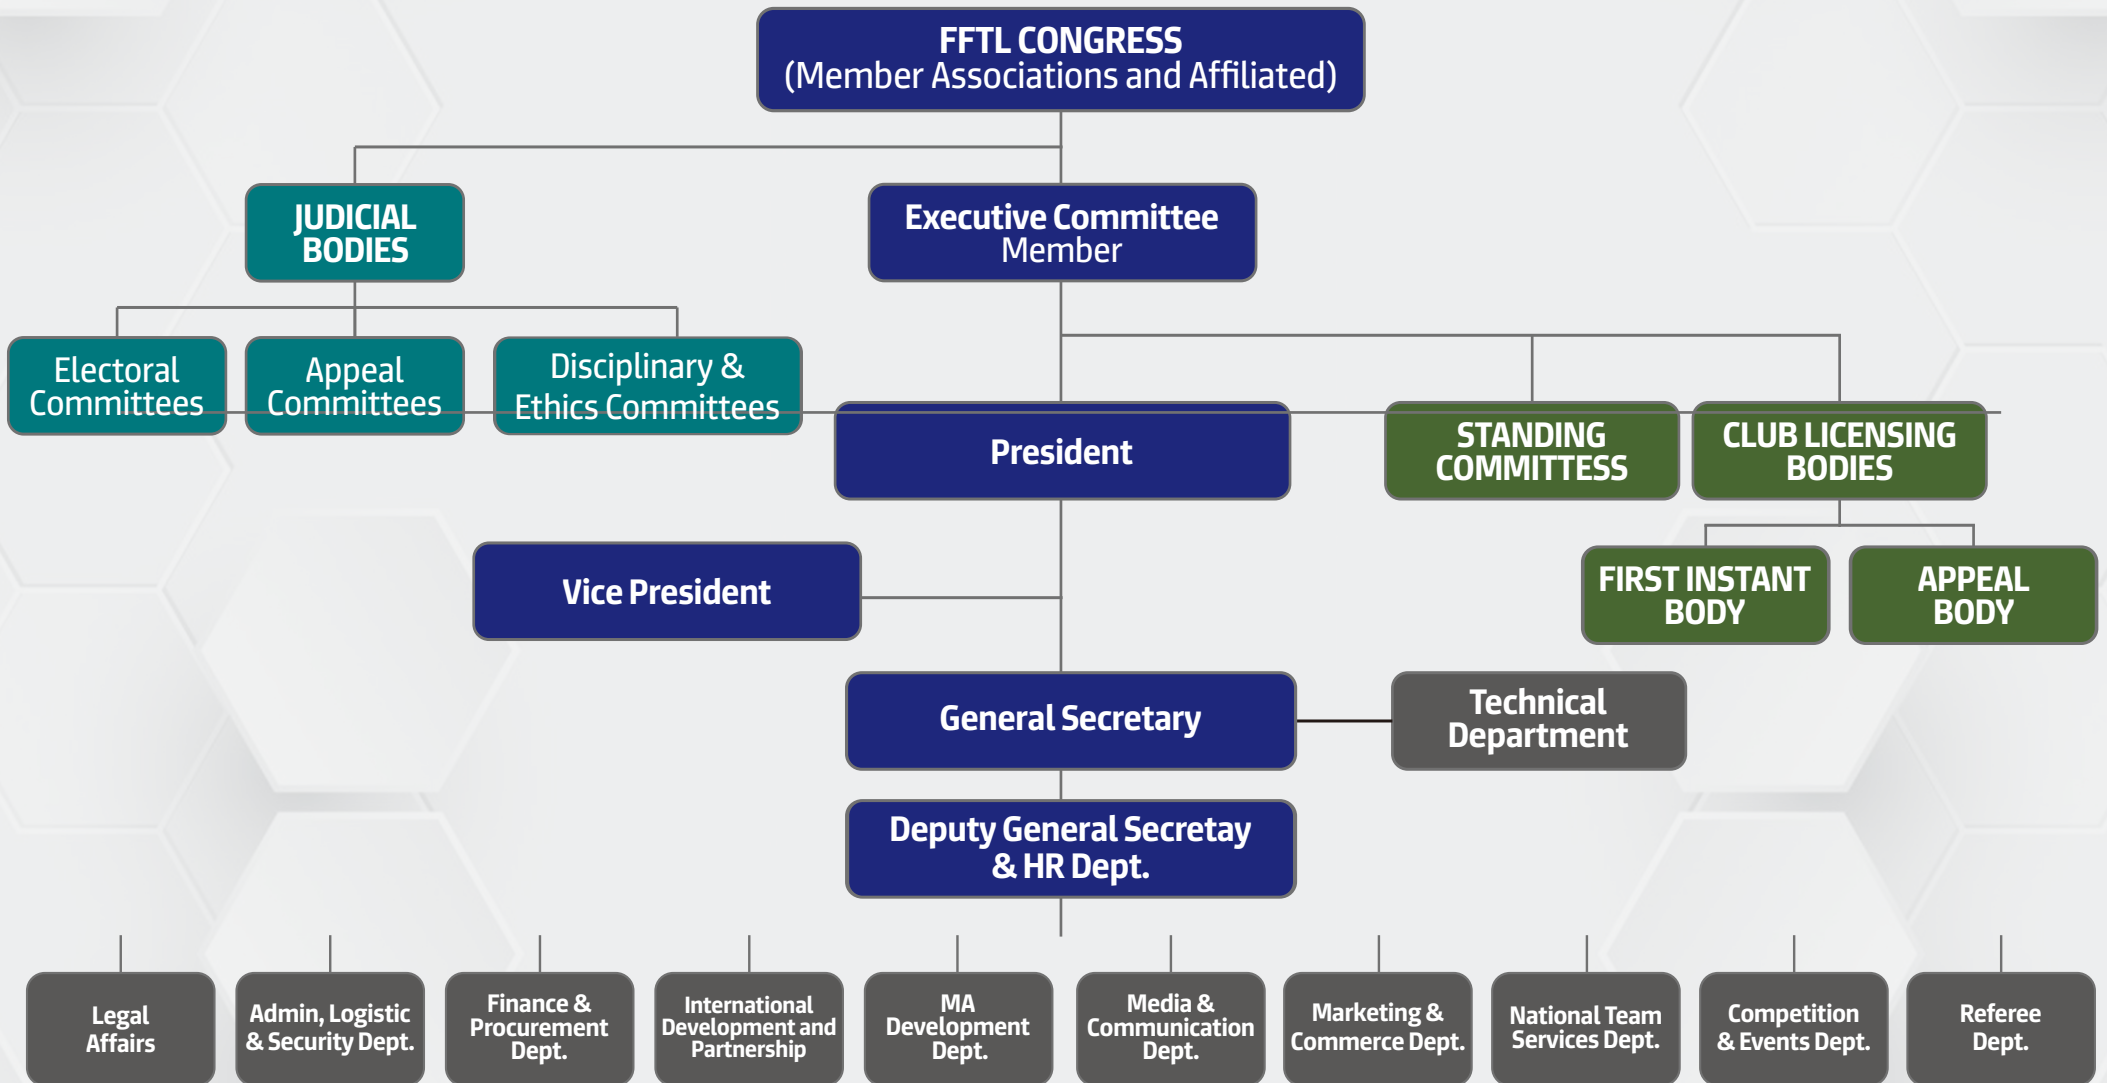 FFTL CONGRESS
(Member Associations and Affiliated)
JUDICIAL
BODIES
Executive Committee
Member
Electoral
Committees
Appeal
Committees
Disciplinary &
Ethics Committees
President
STANDING
COMMITTESS
CLUB LICENSING
BODIES
Vice President
FIRST INSTANT
BODY
APPEAL
BODY
General Secretary
Technical
Department
Deputy General Secretay
& HR Dept.
Legal
Affairs
Admin, Logistic
& Security Dept.
Finance &
Procurement
Dept.
International
Development and
Partnership
MA
Development
Dept.
Media &
Communication
Dept.
Marketing &
Commerce Dept.
National Team
Services Dept.
Competition
& Events Dept.
Referee
Dept.